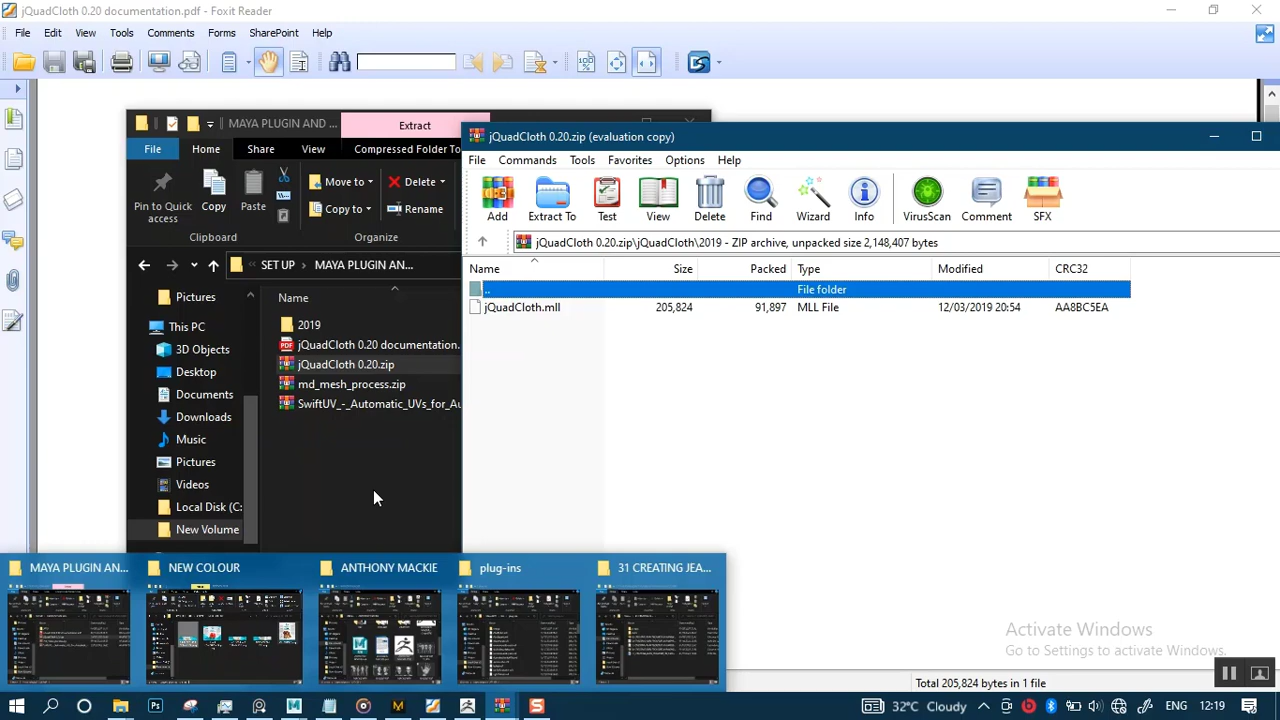 jQuadCloth 0.20 documentation.pdf - Foxit Reader
File Edit View Tools Comments Forms SharePoint Help
MAYA PLUGIN AND ...
Extract
File Home Share View Compressed Folder To
Pin to Quick access
Copy
Paste
Move to
Copy to
Delete
Rename
Clipboard
Organize
SET UP
MAYA PLUGIN AN...
Name
Pictures
This PC
3D Objects
Desktop
Documents
Downloads
Music
Pictures
Videos
Local Disk (C:
New Volume
2019
jQuadCloth 0.20 documentation.
jQuadCloth 0.20.zip
md_mesh_process.zip
SwiftUV_-_Automatic_UVs_for_Au
jQuadCloth 0.20.zip (evaluation copy)
File Commands Tools Favorites Options Help
Add Extract To Test View Delete Find Wizard Info VirusScan Comment SFX
jQuadCloth 0.20.zip\jQuadCloth\2019 - ZIP archive, unpacked size 2,148,407 bytes
Name Size Packed Type Modified CRC32
.. File folder
jQuadCloth.mll 205,824 91,897 MLL File 12/03/2019 20:54 AA8BC5EA
MAYA PLUGIN AN... NEW COLOUR ANTHONY MACKIE plug-ins 31 CREATING JEA...
Activate Windows
Go to Settings to activate Windows.
Total 205,824 bytes in 1 file
32°C Cloudy
ENG
12:19